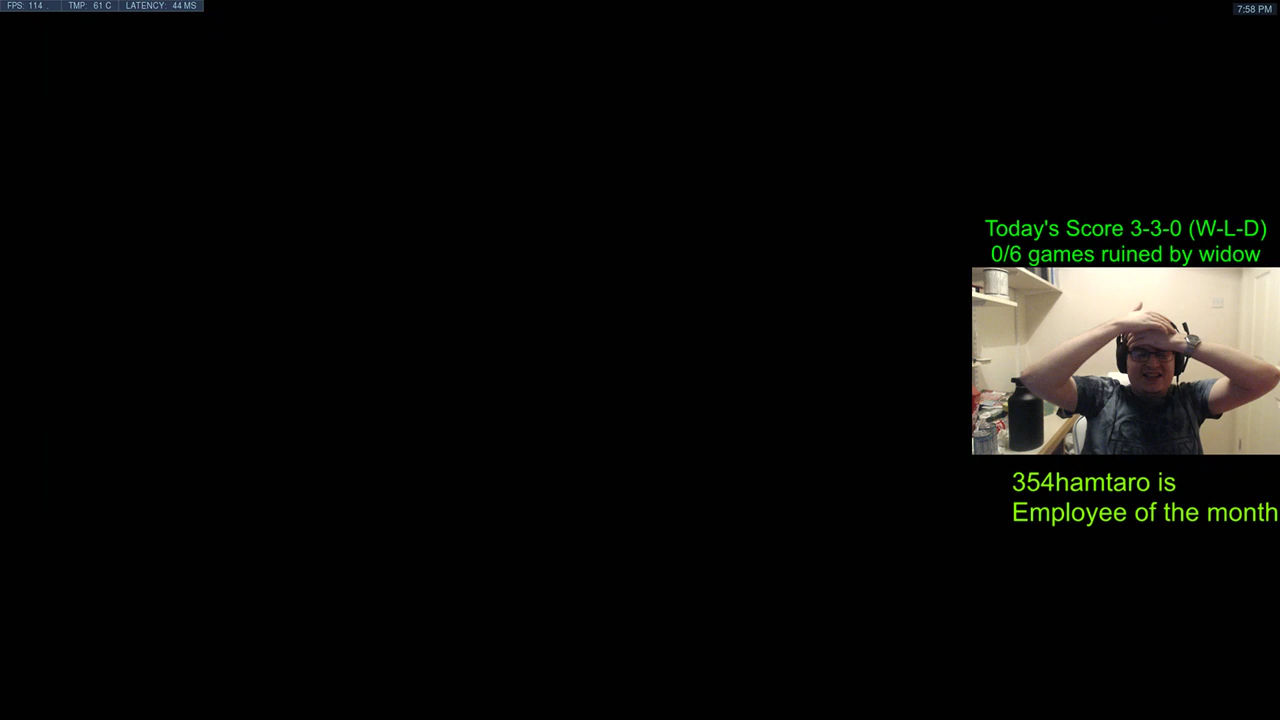 FPS: 114 . TMP: 61 C LATENCY: 44 MS
7:58 PM
Today's Score 3-3-0 (W-L-D)
0/6 games ruined by widow
354hamtaro is
Employee of the month